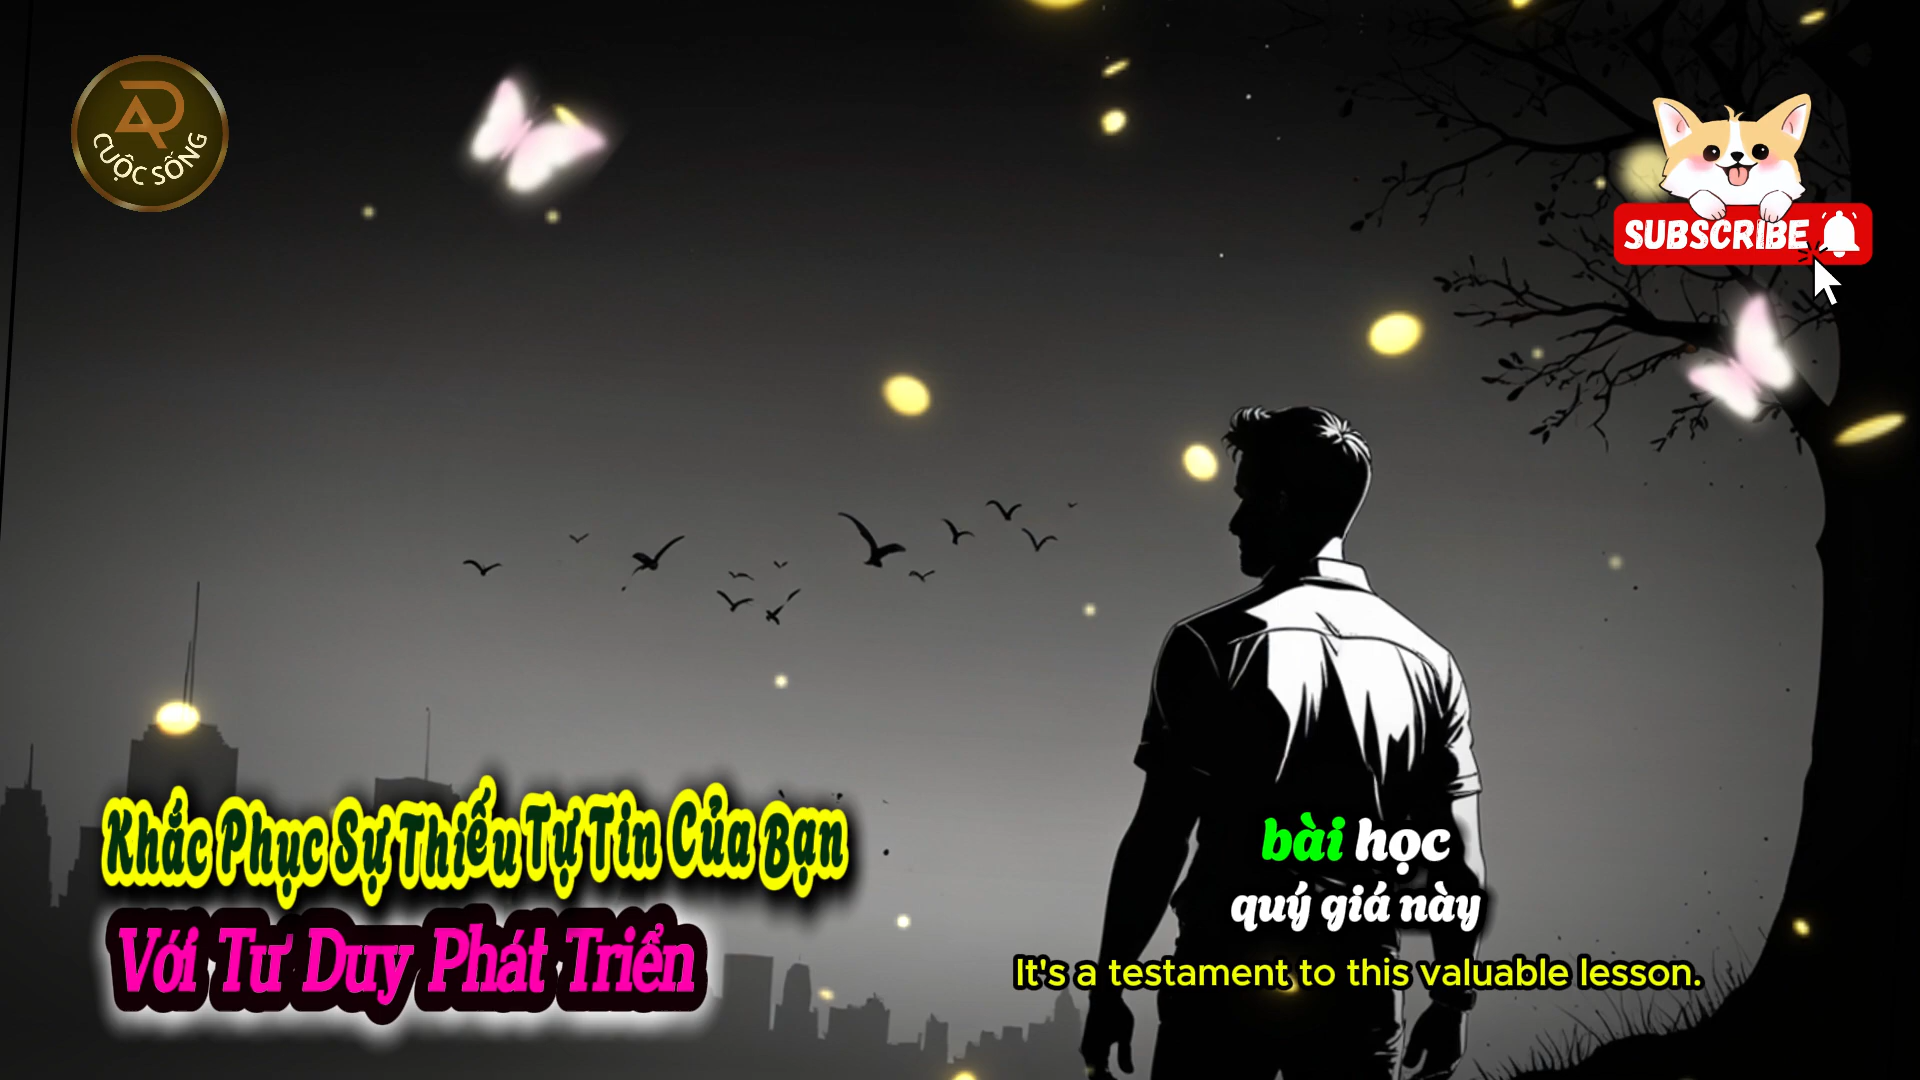 CUỘC SỐNG
SUBSCRIBE
Khắc Phục Sự Thiếu Tự Tin Của Bạn
Với Tư Duy Phát Triển
bài học
quý giá này
It's a testament to this valuable lesson.